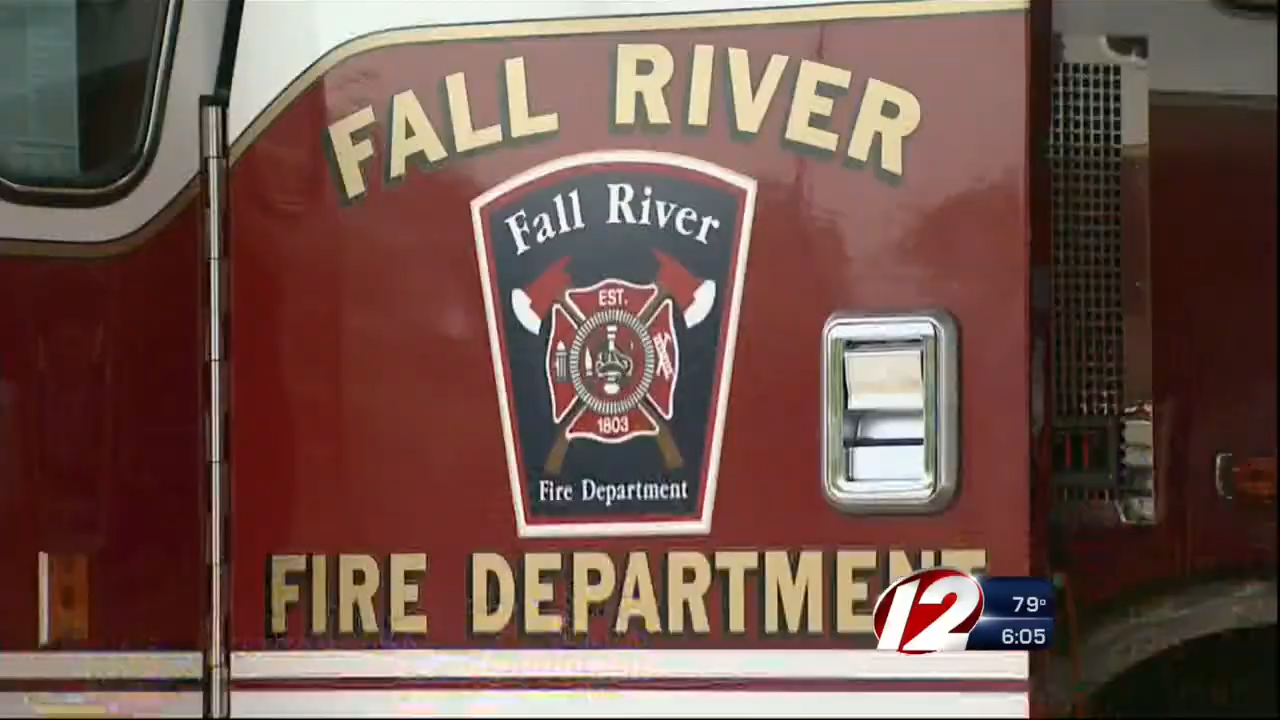 FALL RIVER
Fall River
EST.
1803
Fire Department
FIRE DEPARTMENT
12
79°
6:05